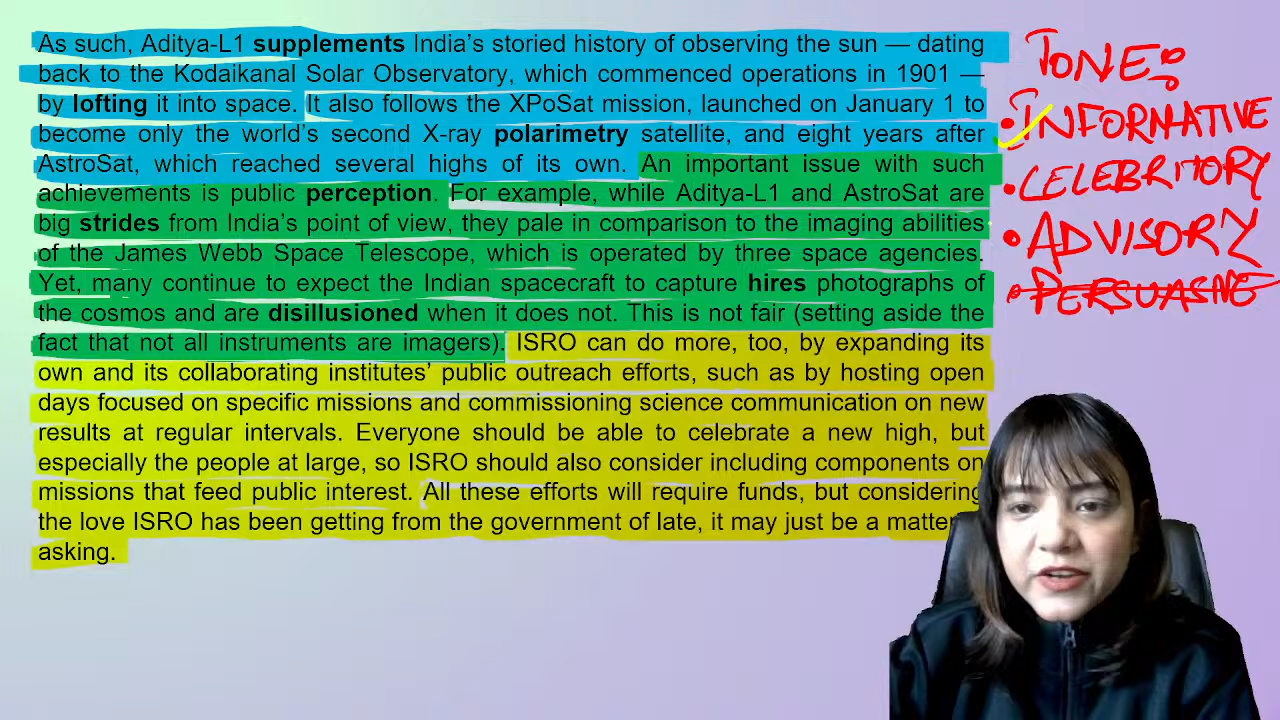 As such, Aditya-L1 supplements India's storied history of observing the sun — dating
back to the Kodaikanal Solar Observatory, which commenced operations in 1901 —
by lofting it into space. It also follows the XPoSat mission, launched on January 1 to
become only the world's second X-ray polarimetry satellite, and eight years after
AstroSat, which reached several highs of its own. An important issue with such
achievements is public perception. For example, while Aditya-L1 and AstroSat are
big strides from India's point of view, they pale in comparison to the imaging abilities
of the James Webb Space Telescope, which is operated by three space agencies.
Yet, many continue to expect the Indian spacecraft to capture hires photographs of
the cosmos and are disillusioned when it does not. This is not fair (setting aside the
fact that not all instruments are imagers). ISRO can do more, too, by expanding its
own and its collaborating institutes' public outreach efforts, such as by hosting open
days focused on specific missions and commissioning science communication on new
results at regular intervals. Everyone should be able to celebrate a new high, but
especially the people at large, so ISRO should also consider including components on
missions that feed public interest. All these efforts will require funds, but considering
the love ISRO has been getting from the government of late, it may just be a matter
asking.
TONE:
• INFORMATIVE
• CELEBRITORY
• ADVISORY
• PERSUASIVE